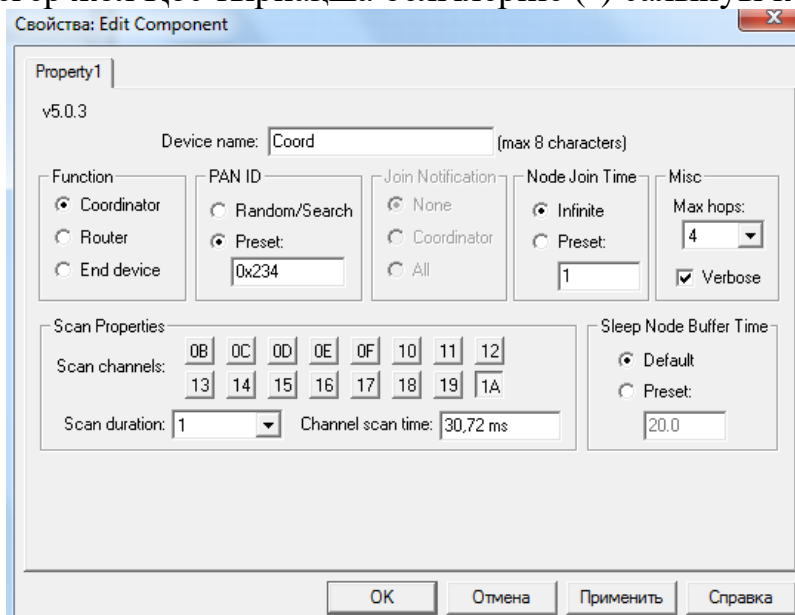 Свойства: Edit Component
Property1
v5.0.3
Device name: Coord (max 8 characters)
Function
Coordinator
Router
End device
PAN ID
Random/Search
Preset:
0x234
Join Notification
None
Coordinator
All
Node Join Time
Infinite
Preset:
1
Misc
Max hops:
4
Verbose
Scan Properties
Scan channels:
0B 0C 0D 0E 0F 10 11 12
13 14 15 16 17 18 19 1A
Scan duration: 1 Channel scan time: 30,72 ms
Sleep Node Buffer Time
Default
Preset:
20.0
OK Отмена Применить Справка